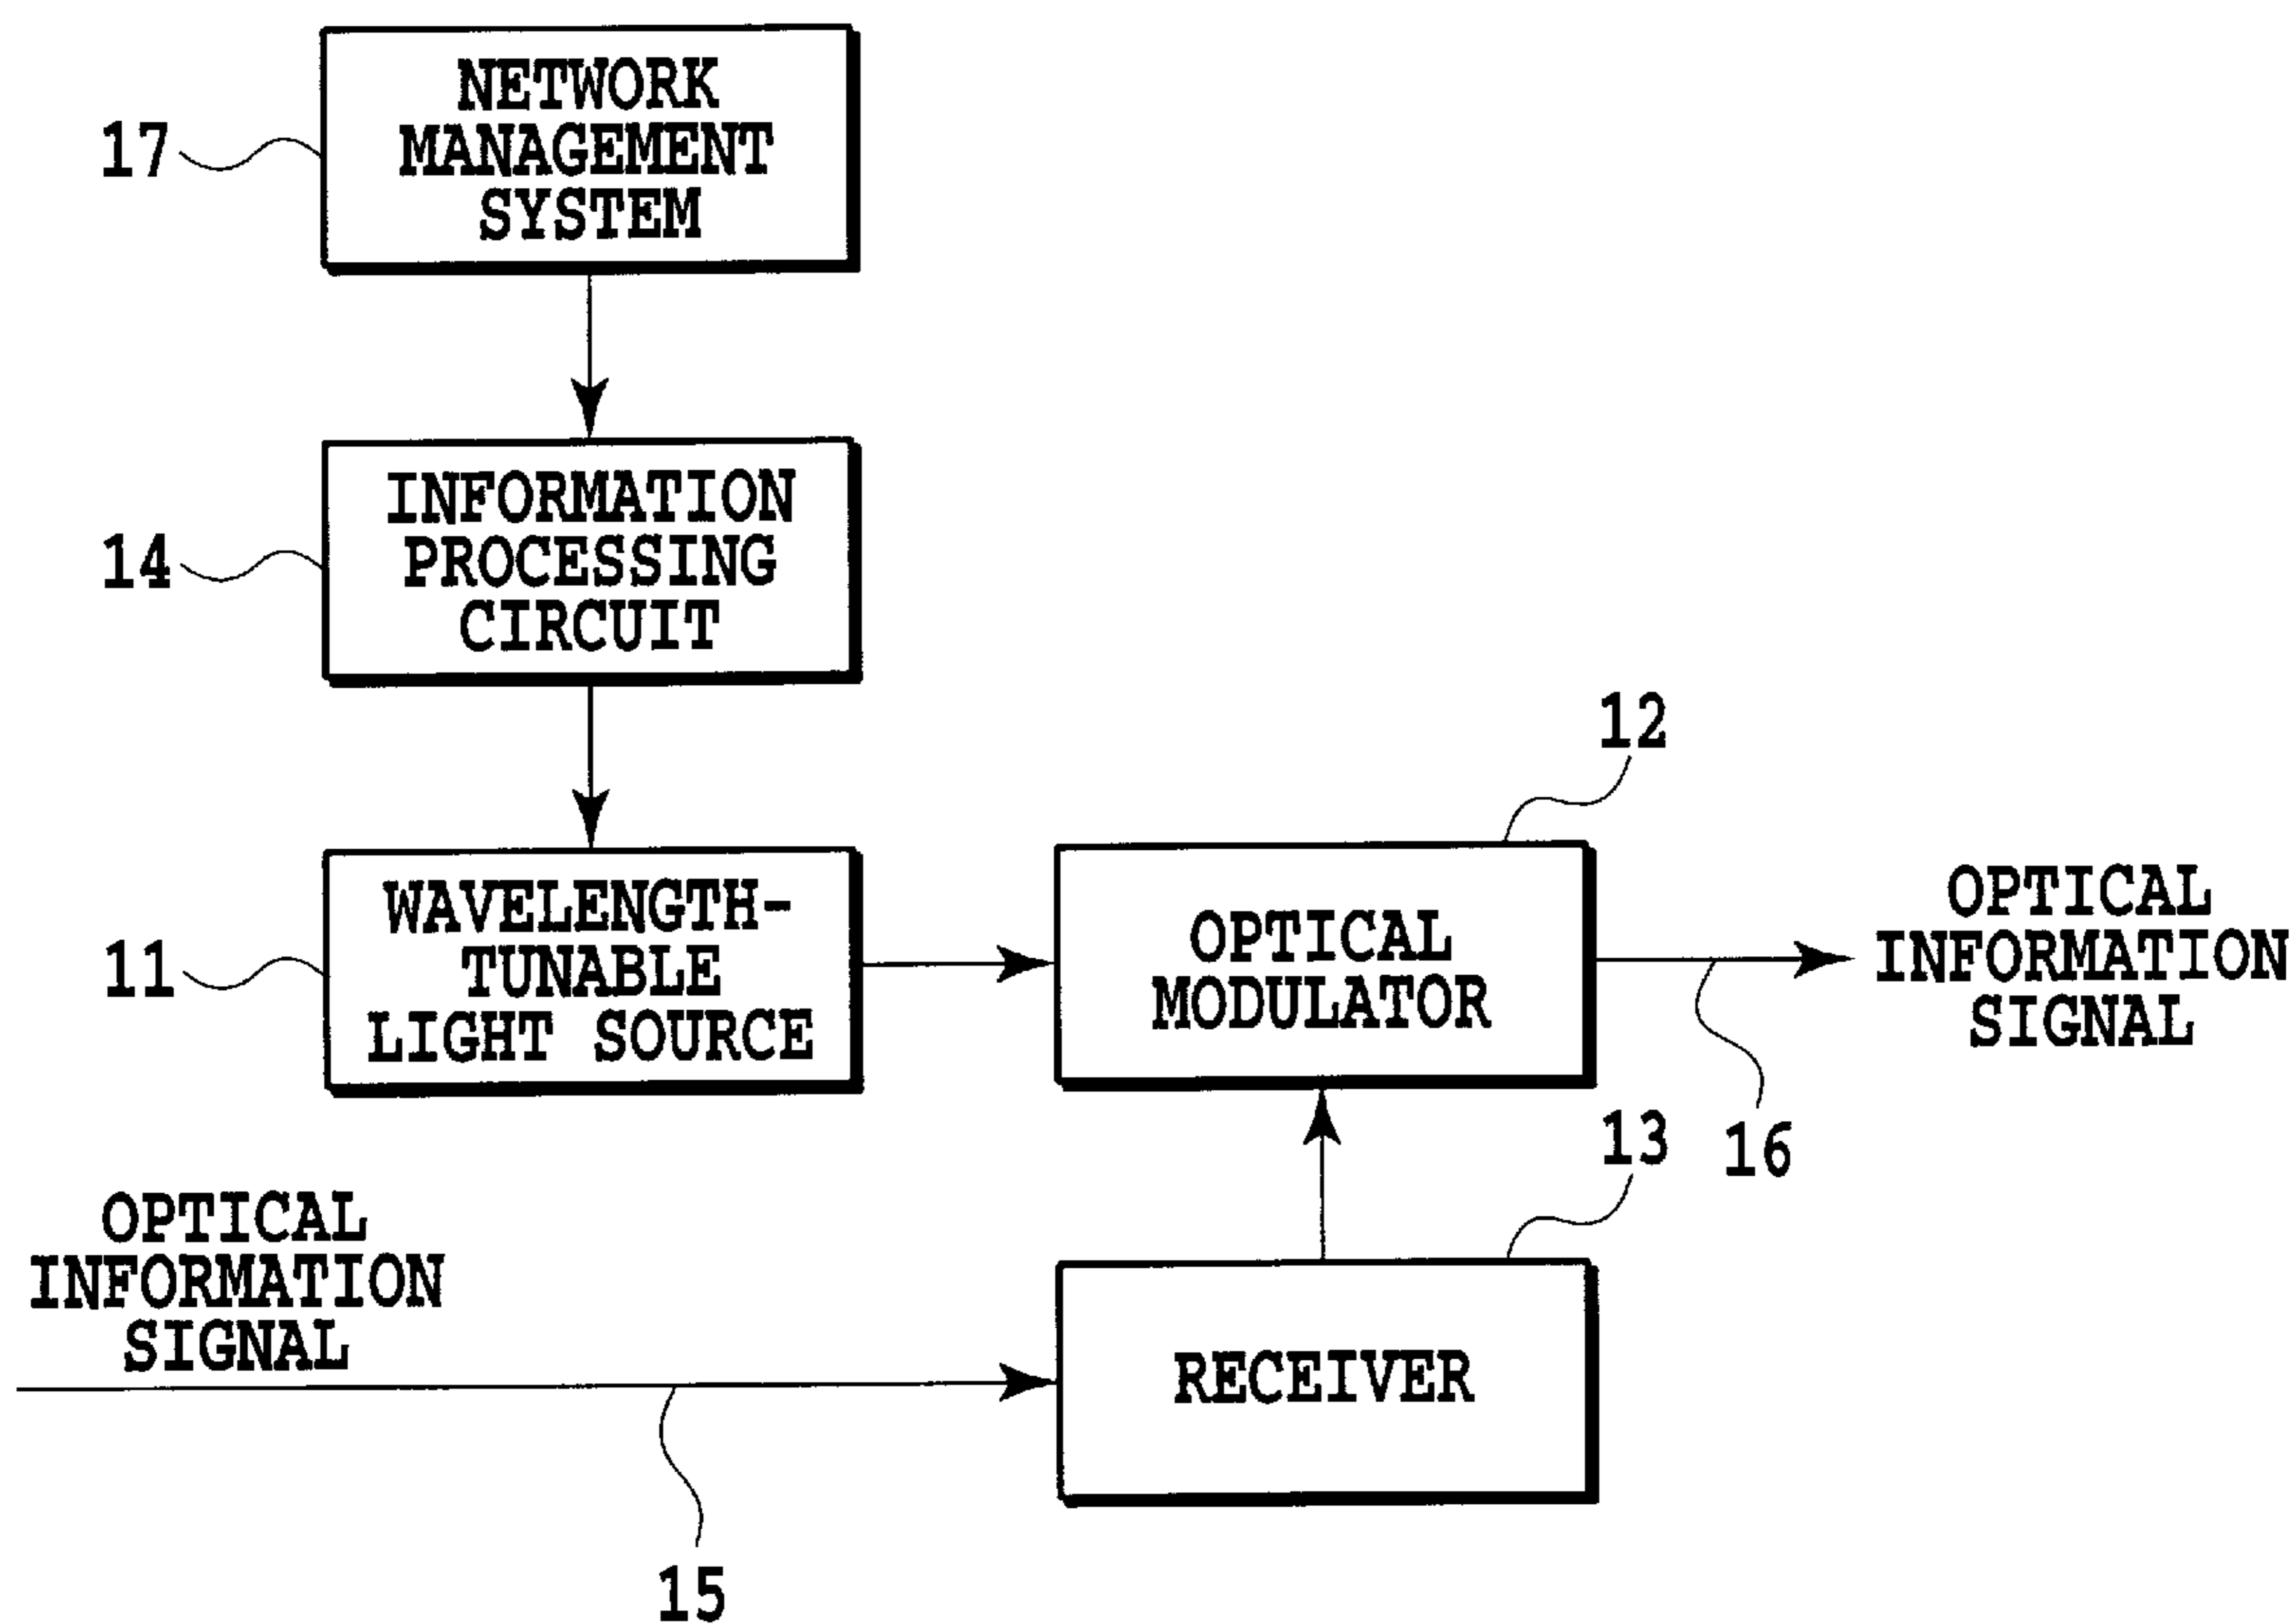 NETWORK
MANAGEMENT
SYSTEM
17
INFORMATION
PROCESSING
CIRCUIT
14
12
WAVELENGTH-
TUNABLE
LIGHT SOURCE
11
OPTICAL
MODULATOR
OPTICAL
INFORMATION
SIGNAL
16
13
OPTICAL
INFORMATION
SIGNAL
RECEIVER
15